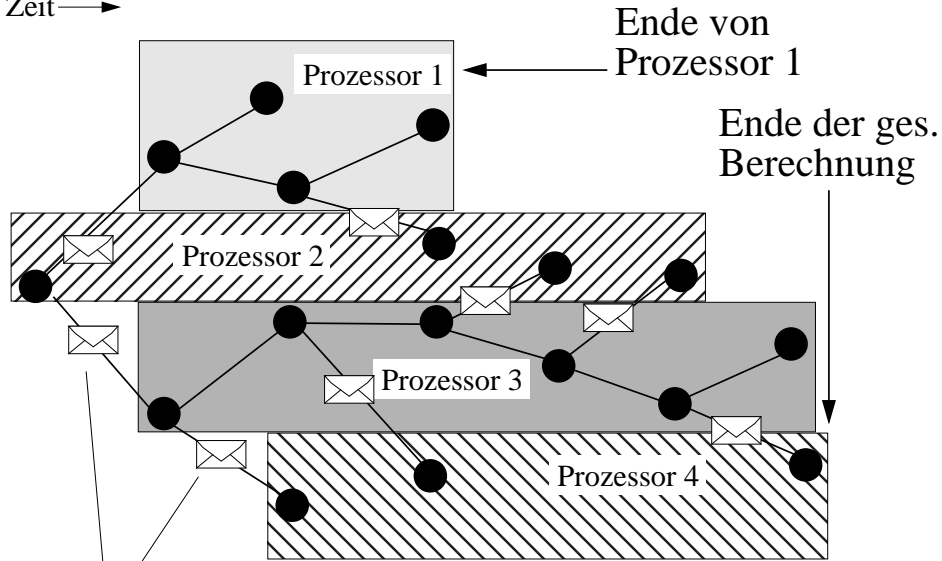 Zeit
Ende von
Prozessor 1
Prozessor 1
Ende der ges.
Berechnung
Prozessor 2
Prozessor 3
Prozessor 4